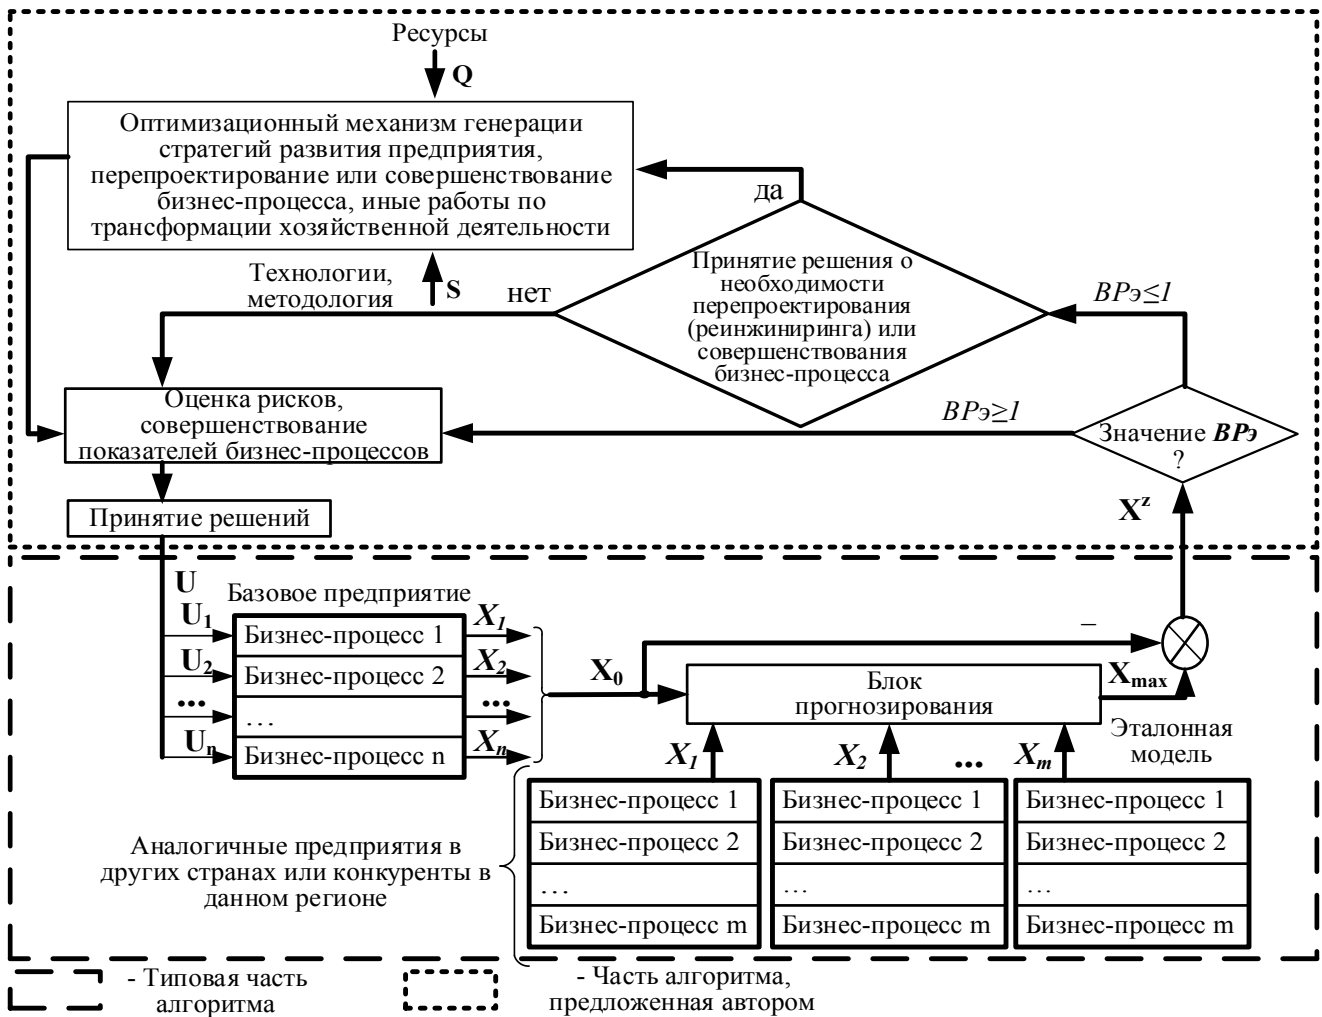 Ресурсы
Q
Оптимизационный механизм генерации
стратегий развития предприятия,
перепроектирование или совершенствование
бизнес-процесса, иные работы по
трансформации хозяйственной деятельности
да
Технологии,
методология
S
нет
Принятие решения о
необходимости
перепроектирования
(реинжиниринга) или
совершенствования
бизнес-процесса
ВРэ≤1
Оценка рисков,
совершенствование
показателей бизнес-процессов
ВРэ≥1
Значение ВРэ
?
Принятие решений
X^z
U
Базовое предприятие
U₁
Бизнес-процесс 1
X₁
U₂
Бизнес-процесс 2
X₂
...
…
...
Uₙ
Бизнес-процесс n
Xₙ
X₀
–
Блок
прогнозирования
Xmax
Эталонная
модель
X₁
X₂
...
Xm
Аналогичные предприятия в
других странах или конкуренты в
данном регионе
Бизнес-процесс 1
Бизнес-процесс 2
…
Бизнес-процесс m
Бизнес-процесс 1
Бизнес-процесс 2
…
Бизнес-процесс m
Бизнес-процесс 1
Бизнес-процесс 2
…
Бизнес-процесс m
- Типовая часть
алгоритма
- Часть алгоритма,
предложенная автором